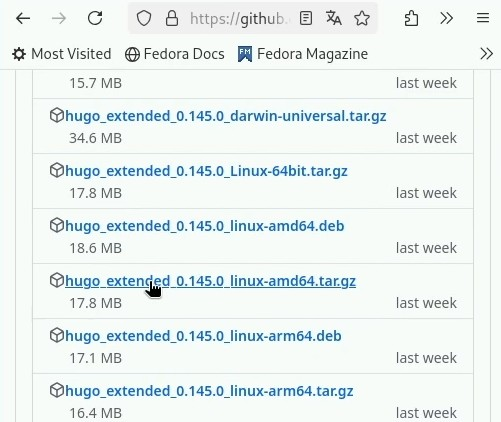 https://github.
Most Visited Fedora Docs FM Fedora Magazine
15.7 MB last week
hugo_extended_0.145.0_darwin-universal.tar.gz
34.6 MB last week
hugo_extended_0.145.0_Linux-64bit.tar.gz
17.8 MB last week
hugo_extended_0.145.0_linux-amd64.deb
18.6 MB last week
hugo_extended_0.145.0_linux-amd64.tar.gz
17.8 MB last week
hugo_extended_0.145.0_linux-arm64.deb
17.1 MB last week
hugo_extended_0.145.0_linux-arm64.tar.gz
16.4 MB last week